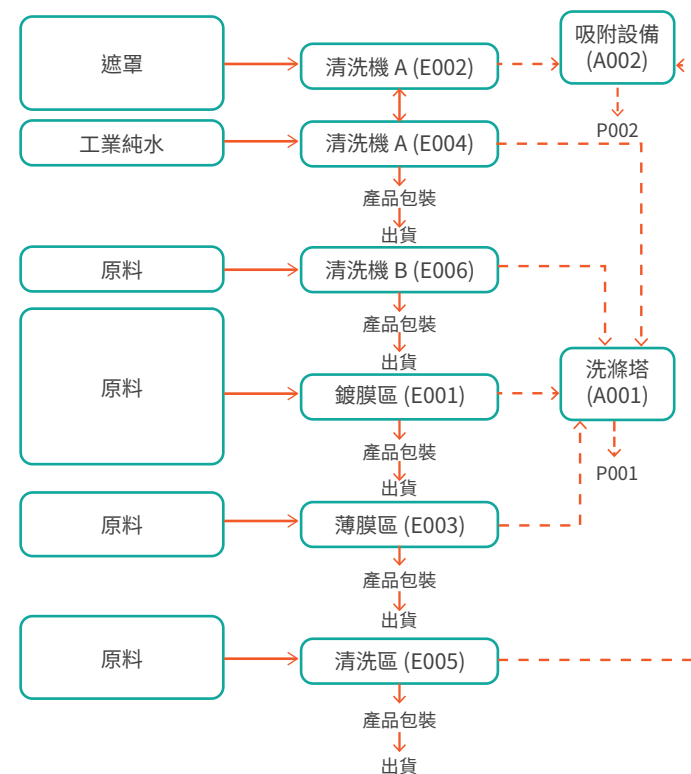 遮罩
清洗機 A (E002)
吸附設備
(A002)
P002
工業純水
清洗機 A (E004)
產品包裝
出貨
原料
清洗機 B (E006)
產品包裝
出貨
原料
鍍膜區 (E001)
洗滌塔
(A001)
P001
產品包裝
出貨
原料
薄膜區 (E003)
產品包裝
出貨
原料
清洗區 (E005)
產品包裝
出貨